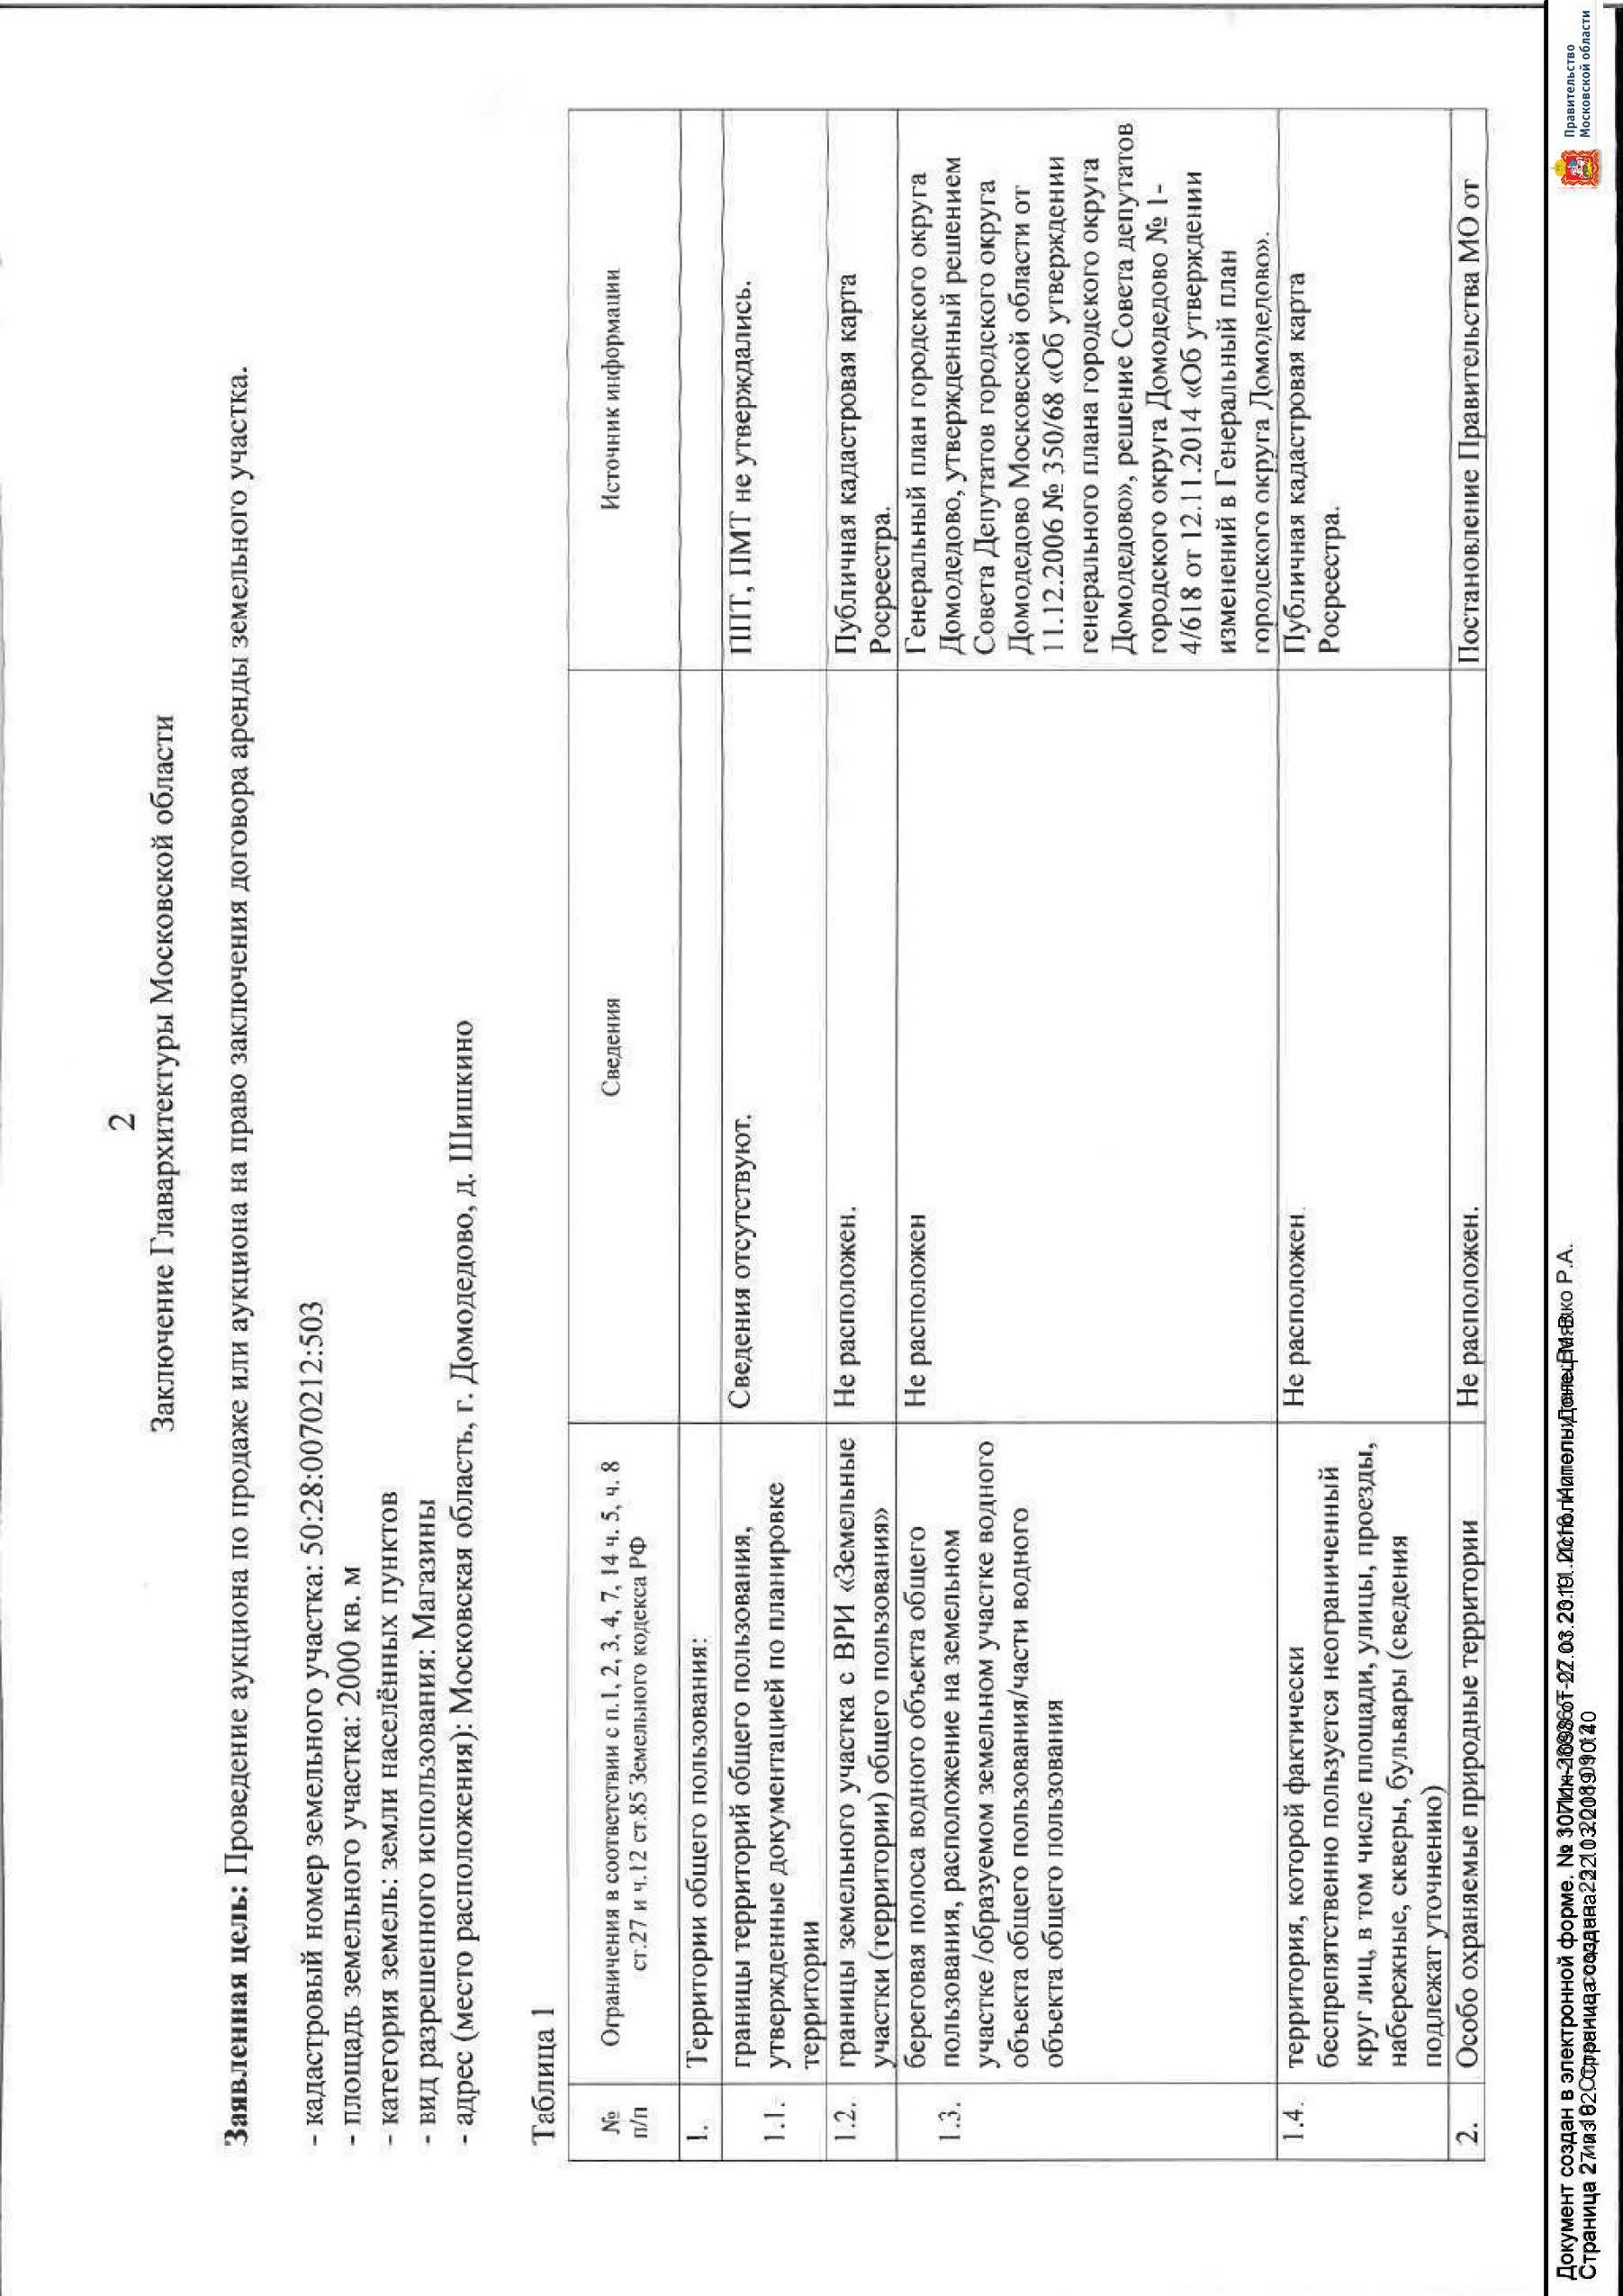 2
Заключение Главархитектуры Московской области
Заявленная цель: Проведение аукциона по продаже или аукциона на право заключения договора аренды земельного участка.
- кадастровый номер земельного участка: 50:28:0070212:503
- площадь земельного участка: 2000 кв. м
- категория земель: земли населённых пунктов
- вид разрешенного использования: Магазины
- адрес (место расположения): Московская область, г. Домодедово, д. Шишкино
Таблица 1
№
п/п
Ограничения в соответствии с п.1, 2, 3, 4, 7, 14 ч. 5, ч. 8
ст.27 и ч.12 ст.85 Земельного кодекса РФ
Сведения
Источник информации
1.
Территории общего пользования:
1.1.
границы территорий общего пользования,
утвержденные документацией по планировке
территории
Сведения отсутствуют.
ППТ, ПМТ не утверждались.
1.2.
границы земельного участка с ВРИ «Земельные
участки (территории) общего пользования»
Не расположен.
Публичная кадастровая карта
Росреестра.
1.3.
береговая полоса водного объекта общего
пользования, расположение на земельном
участке /образуемом земельном участке водного
объекта общего пользования/части водного
объекта общего пользования
Не расположен
Генеральный план городского округа
Домодедово, утвержденный решением
Совета Депутатов городского округа
Домодедово Московской области от
11.12.2006 № 350/68 «Об утверждении
генерального плана городского округа
Домодедово», решение Совета депутатов
городского округа Домодедово № 1-
4/618 от 12.11.2014 «Об утверждении
изменений в Генеральный план
городского округа Домодедово».
1.4.
территория, которой фактически
беспрепятственно пользуется неограниченный
круг лиц, в том числе площади, улицы, проезды,
набережные, скверы, бульвары (сведения
подлежат уточнению)
Не расположен.
Публичная кадастровая карта
Росреестра.
2.
Особо охраняемые природные территории
Не расположен.
Постановление Правительства МО от
Документ создан в электронной форме. №
Страница
Правительство
Московской области